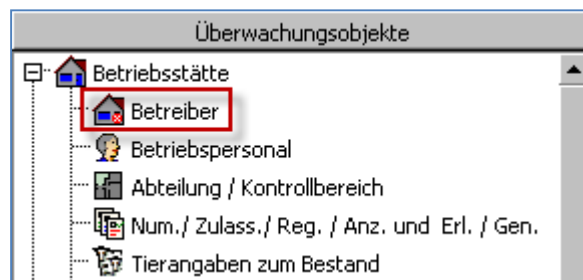 Überwachungsobjekte
Betriebsstätte
Betreiber
Betriebspersonal
Abteilung / Kontrollbereich
Num./ Zulass./ Reg. / Anz. und Erl. / Gen.
Tierangaben zum Bestand